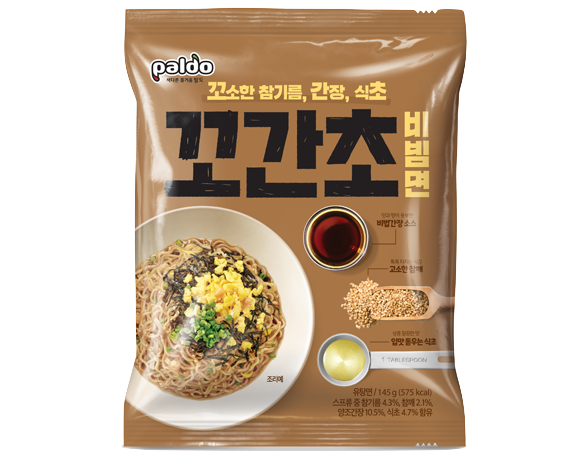 paldo
꼬소한 참기름, 간장, 식초
꼬간초
비빔면
비법간장 소스
고소한 참깨
입맛 돋우는 식초
1 TABLESPOON
조리예
유탕면 / 145 g (575 kcal)
스프류 중 참기름 4.3%, 참깨 2.1%,
양조간장 10.5%, 식초 4.7% 함유